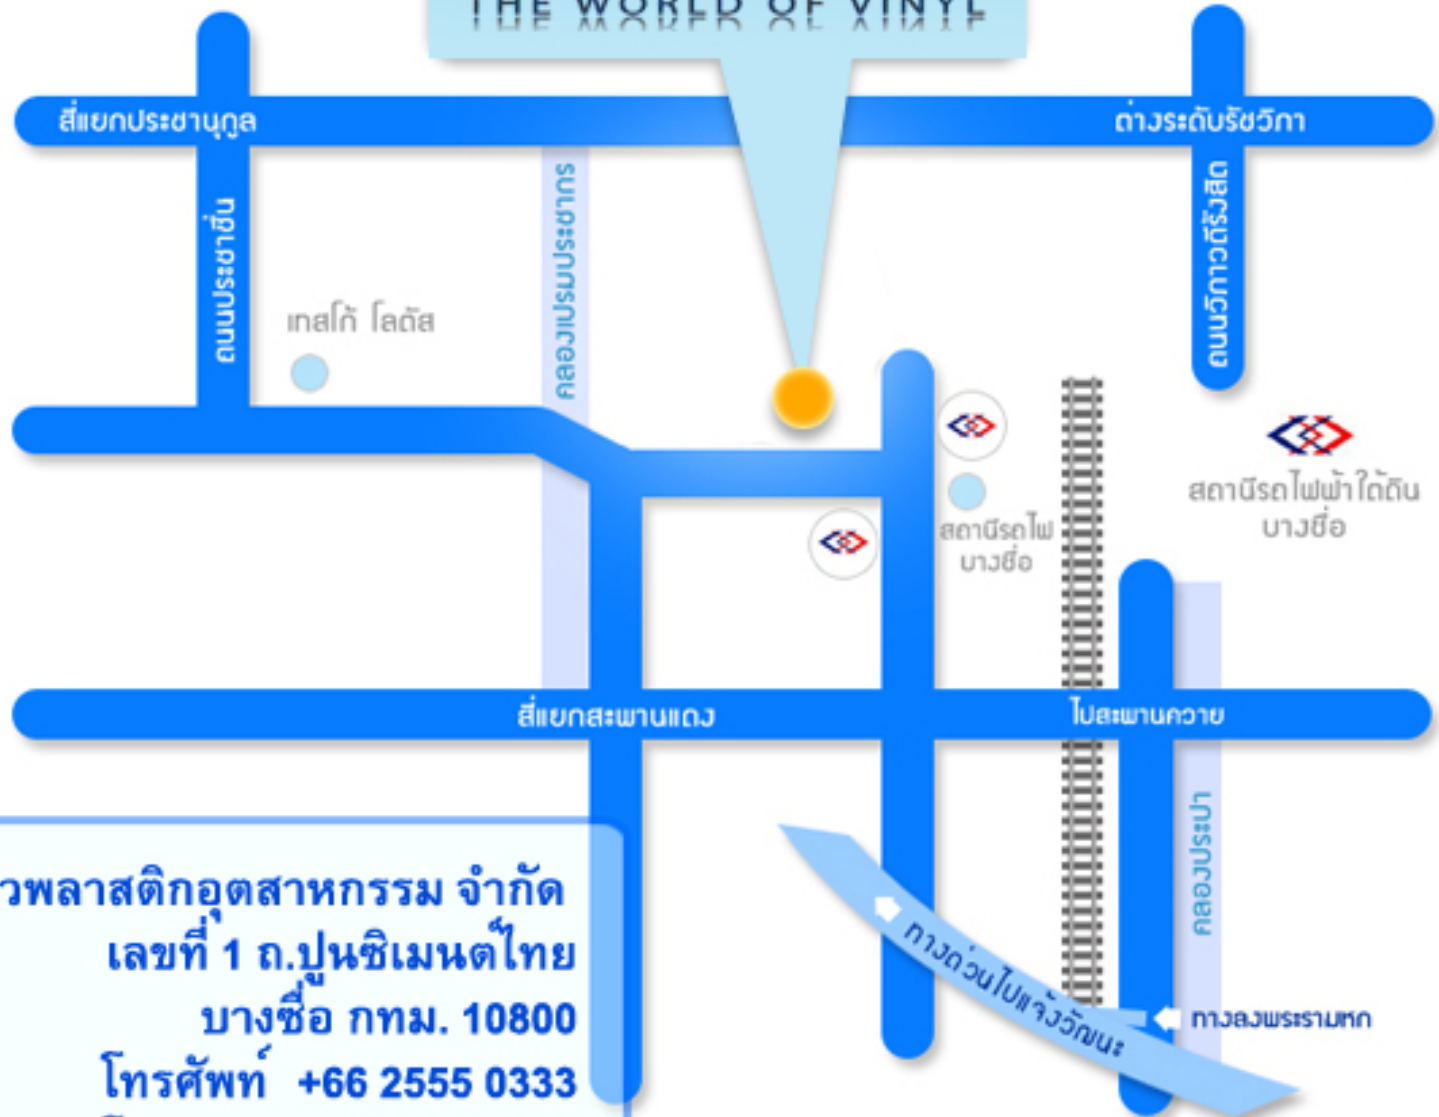 THE WORLD OF VINYL
สี่แยกประชานุกูล
ต่างระดับรัชวิภา
ถนนประชาชื่น
คลองเปรมประชากร
ถนนวิภาวดีรังสิต
เทสโก้ โลตัส
สถานีรถไฟฟ้าใต้ดิน
บางซื่อ
สถานีรถไฟ
บางซื่อ
สี่แยกสะพานแดง
ไปสะพานควาย
คลองประปา
ทางด่วนไปแจ้งวัฒนะ
ทางลงพระรามหก
วพลาสติกอุตสาหกรรม จำกัด
เลขที่ 1 ถ.ปูนซิเมนต์ไทย
บางซื่อ กทม. 10800
โทรศัพท์ +66 2555 0333